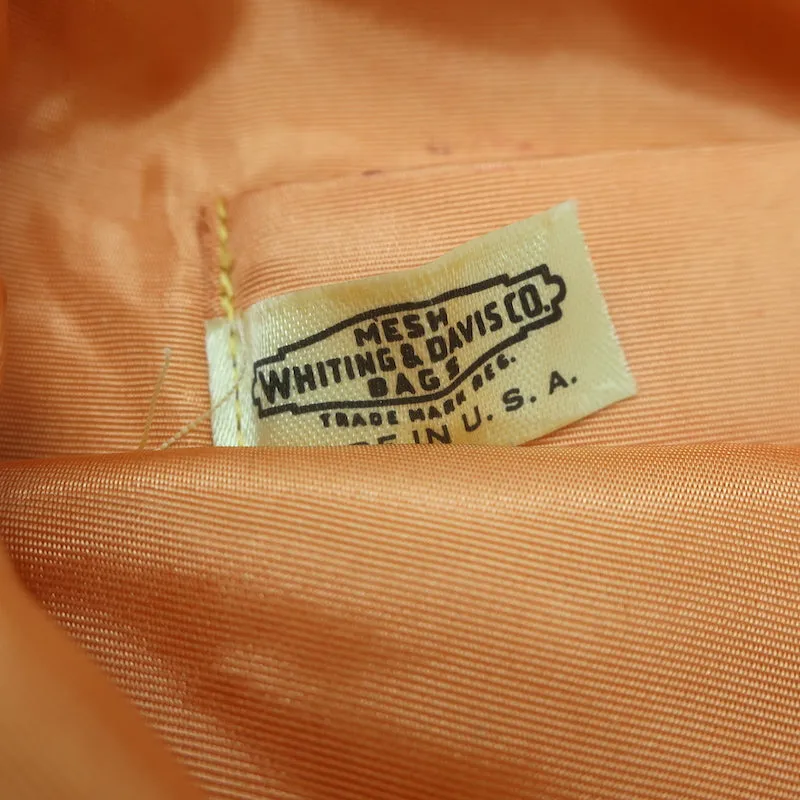 MESH
WHITING & DAVIS CO.
BAGS
TRADE MARK REG.
IN U. S. A.